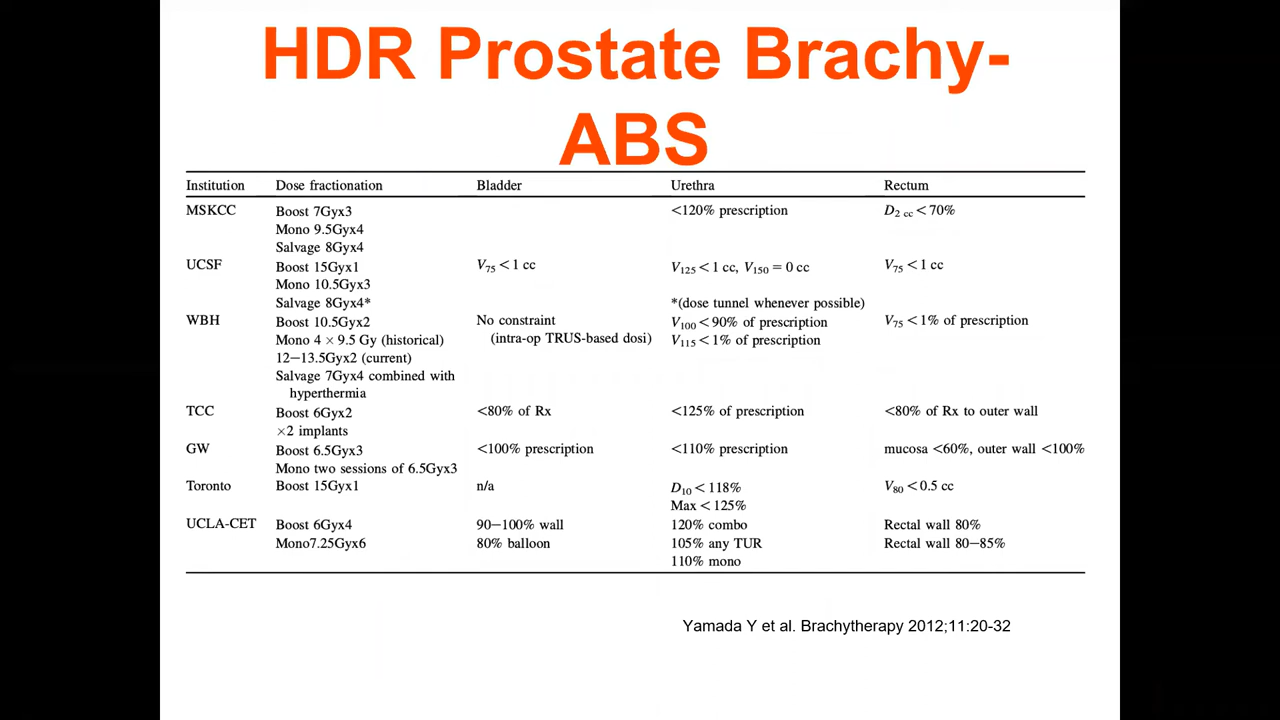 HDR Prostate Brachy-
ABS
Institution Dose fractionation Bladder Urethra Rectum
MSKCC Boost 7Gyx3 <120% prescription D2 cc < 70%
Mono 9.5Gyx4
Salvage 8Gyx4
UCSF Boost 15Gyx1 V75 < 1 cc V125 < 1 cc, V150 = 0 cc V75 < 1 cc
Mono 10.5Gyx3
Salvage 8Gyx4* *(dose tunnel whenever possible)
WBH Boost 10.5Gyx2 No constraint V100 < 90% of prescription V75 < 1% of prescription
Mono 4 × 9.5 Gy (historical) (intra-op TRUS-based dosi) V115 < 1% of prescription
12–13.5Gyx2 (current)
Salvage 7Gyx4 combined with
hyperthermia
TCC Boost 6Gyx2 <80% of Rx <125% of prescription <80% of Rx to outer wall
×2 implants
GW Boost 6.5Gyx3 <100% prescription <110% prescription mucosa <60%, outer wall <100%
Mono two sessions of 6.5Gyx3
Toronto Boost 15Gyx1 n/a D10 < 118% V80 < 0.5 cc
Max < 125%
UCLA-CET Boost 6Gyx4 90–100% wall 120% combo Rectal wall 80%
Mono7.25Gyx6 80% balloon 105% any TUR Rectal wall 80–85%
110% mono
Yamada Y et al. Brachytherapy 2012;11:20-32